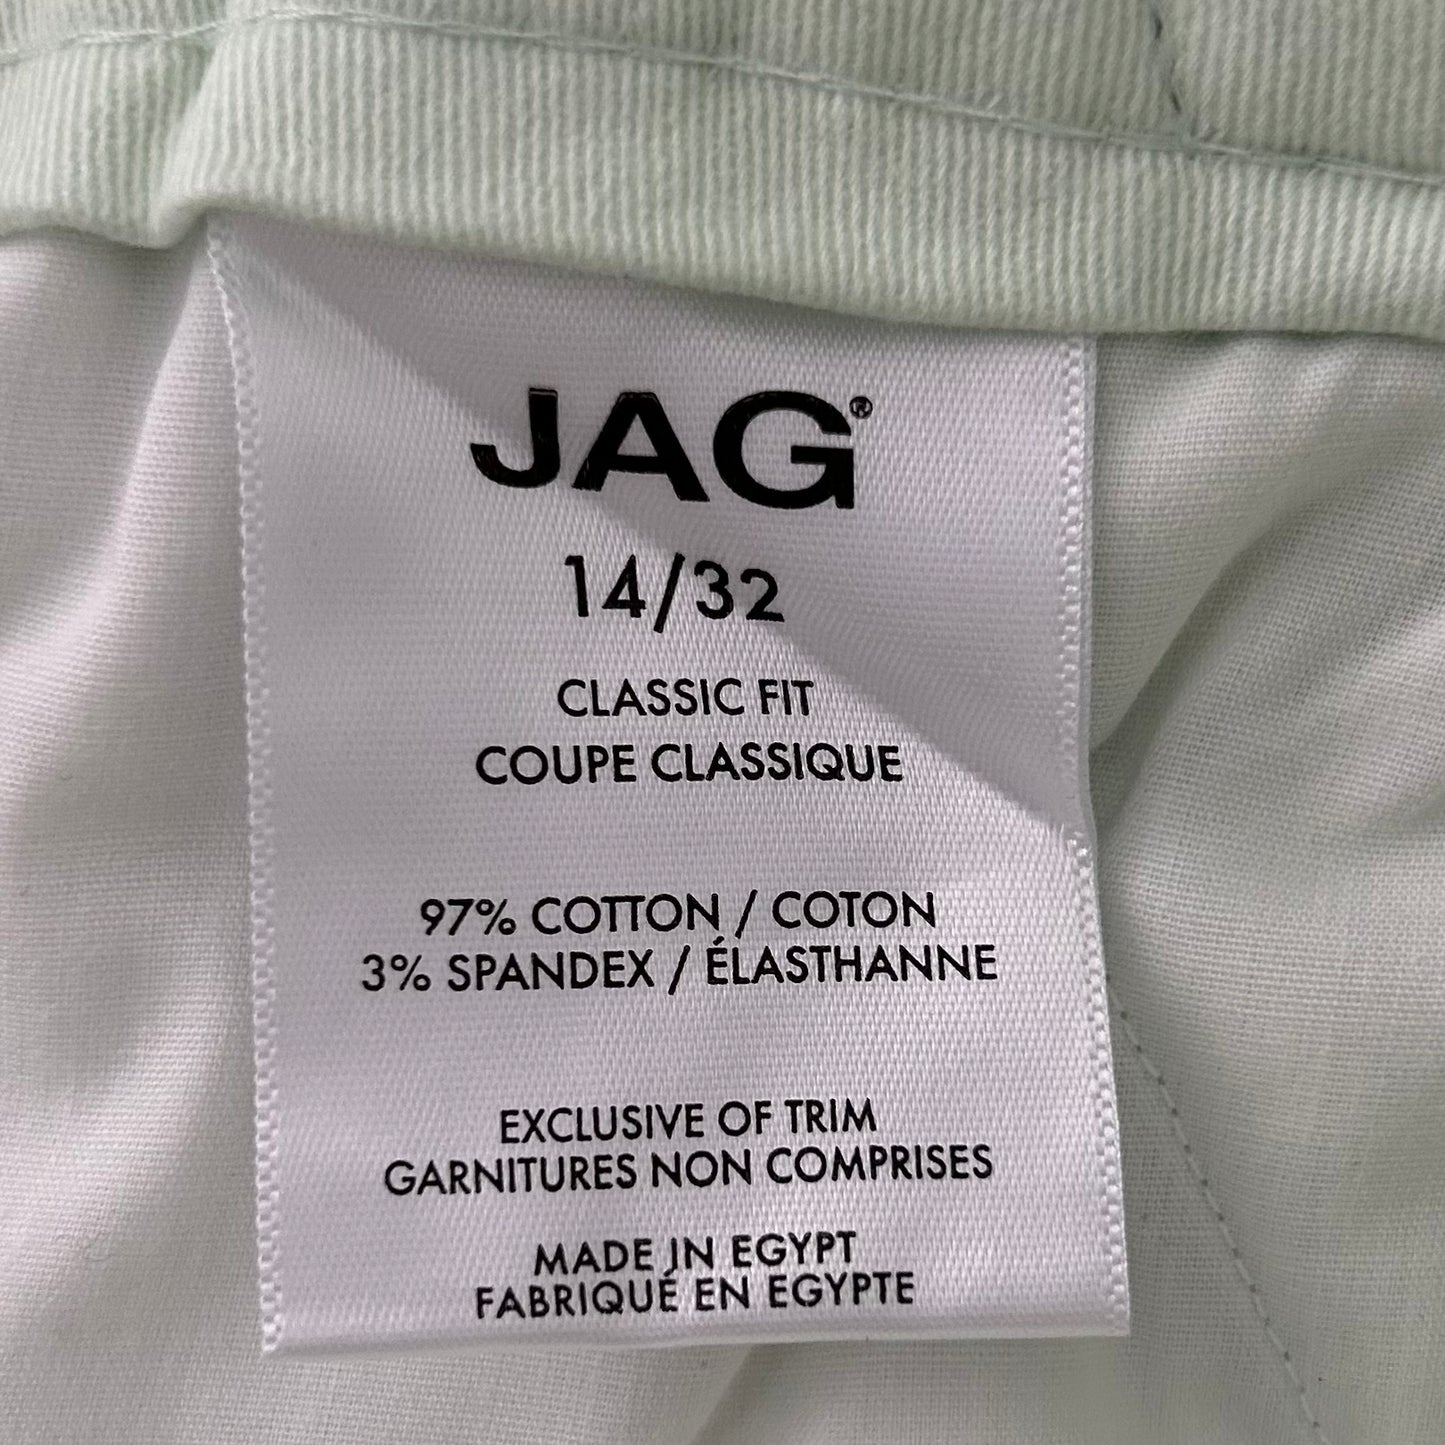 JAG®
14/32
CLASSIC FIT
COUPE CLASSIQUE
97% COTTON / COTON
3% SPANDEX / ÉLASTHANNE
EXCLUSIVE OF TRIM
GARNITURES NON COMPRISES
MADE IN EGYPT
FABRIQUÉ EN EGYPTE